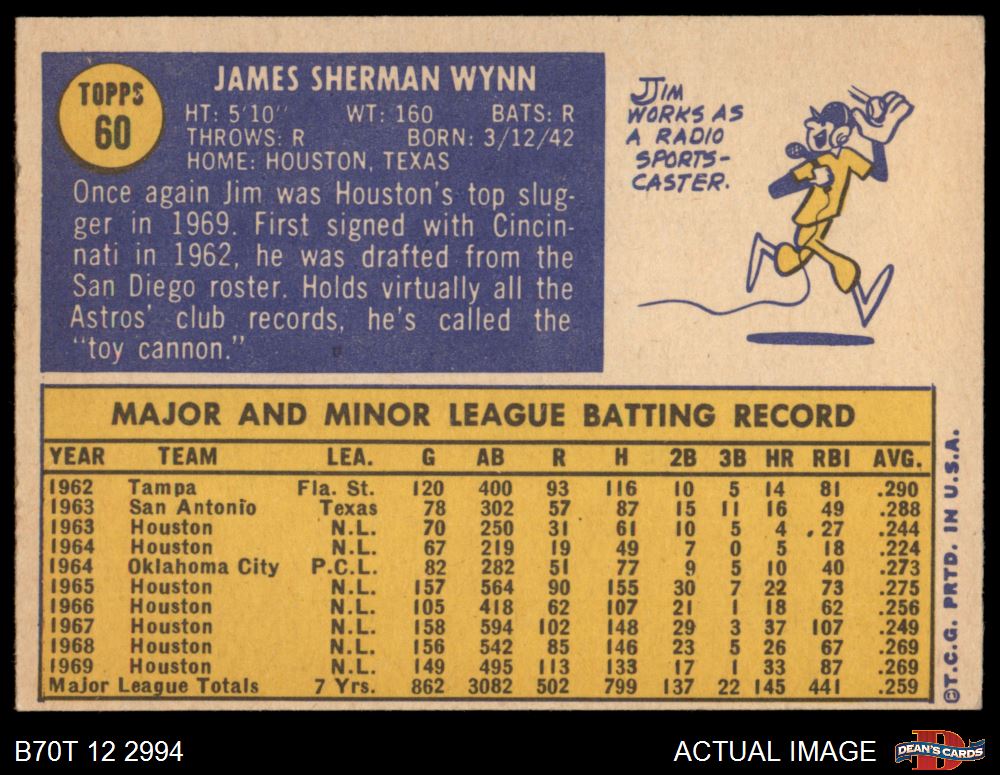 TOPPS
60
JAMES SHERMAN WYNN
HT: 5'10" WT: 160 BATS: R
THROWS: R BORN: 3/12/42
HOME: HOUSTON, TEXAS
Once again Jim was Houston's top slug-
ger in 1969. First signed with Cincin-
nati in 1962, he was drafted from the
San Diego roster. Holds virtually all the
Astros' club records, he's called the
"toy cannon."
JIM
WORKS AS
A RADIO
SPORTS-
CASTER.
MAJOR AND MINOR LEAGUE BATTING RECORD
YEAR TEAM LEA. G AB R H 2B 3B HR RBI AVG.
1962 Tampa Fla. St. 120 400 93 116 10 5 14 81 .290
1963 San Antonio Texas 78 302 57 87 15 11 16 49 .288
1963 Houston N.L. 70 250 31 61 10 5 4 27 .244
1964 Houston N.L. 67 219 19 49 7 0 5 18 .224
1964 Oklahoma City P.C.L. 82 282 51 77 9 5 10 40 .273
1965 Houston N.L. 157 564 90 155 30 7 22 73 .275
1966 Houston N.L. 105 418 62 107 21 1 18 62 .256
1967 Houston N.L. 158 594 102 148 29 3 37 107 .249
1968 Houston N.L. 156 542 85 146 23 5 26 67 .269
1969 Houston N.L. 149 495 113 133 17 1 33 87 .269
Major League Totals 7 Yrs. 862 3082 502 799 137 22 145 441 .259
©T.C.G. PRTD. IN U.S.A.
B70T 12 2994
ACTUAL IMAGE
DEAN'S CARDS